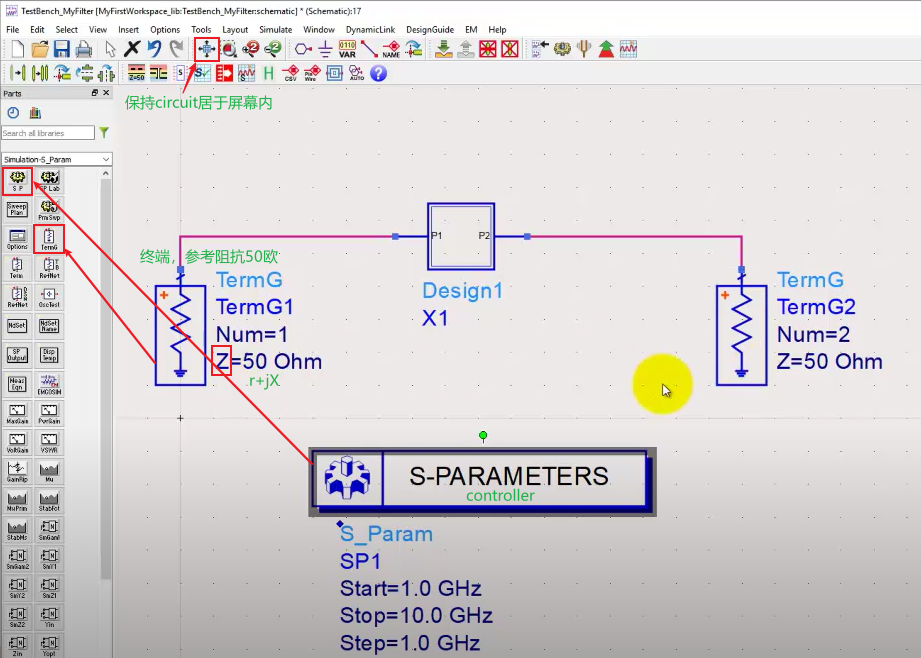 TestBench_MyFilter [MyFirstWorkspace_lib:TestBench_MyFilter:schematic] * (Schematic):17
File Edit Select View Insert Options Tools Layout Simulate Window DynamicLink DesignGuide EM Help
0110
VAR
NAME
Z=50
S
S
H
CSV
Wire
AUTO
?
Parts
保持circuit居于屏幕内
Search all libraries
Simulation-S_Param
S P
SP Lab
Sweep Plan
PrmSwp
Options
TermG
Term
RefNet
RefNet
OscTest
NdSet
NdSet Name
SP Output
Disp Temp
Meas Eqn
EMCOSIM
MaxGain
PwrGain
VoltGain
VSWR
GainRip
Mu
MuPrim
StabFct
StabMs
SmGam1
SmGam2
SmY1
SmY2
SmZ1
SmZ2
Yin
Zin
Yopt
P1
P2
Design1
X1
终端，参考阻抗50欧
TermG
TermG1
Num=1
Z=50 Ohm
r+jX
TermG
TermG2
Num=2
Z=50 Ohm
S-PARAMETERS
controller
S_Param
SP1
Start=1.0 GHz
Stop=10.0 GHz
Step=1.0 GHz